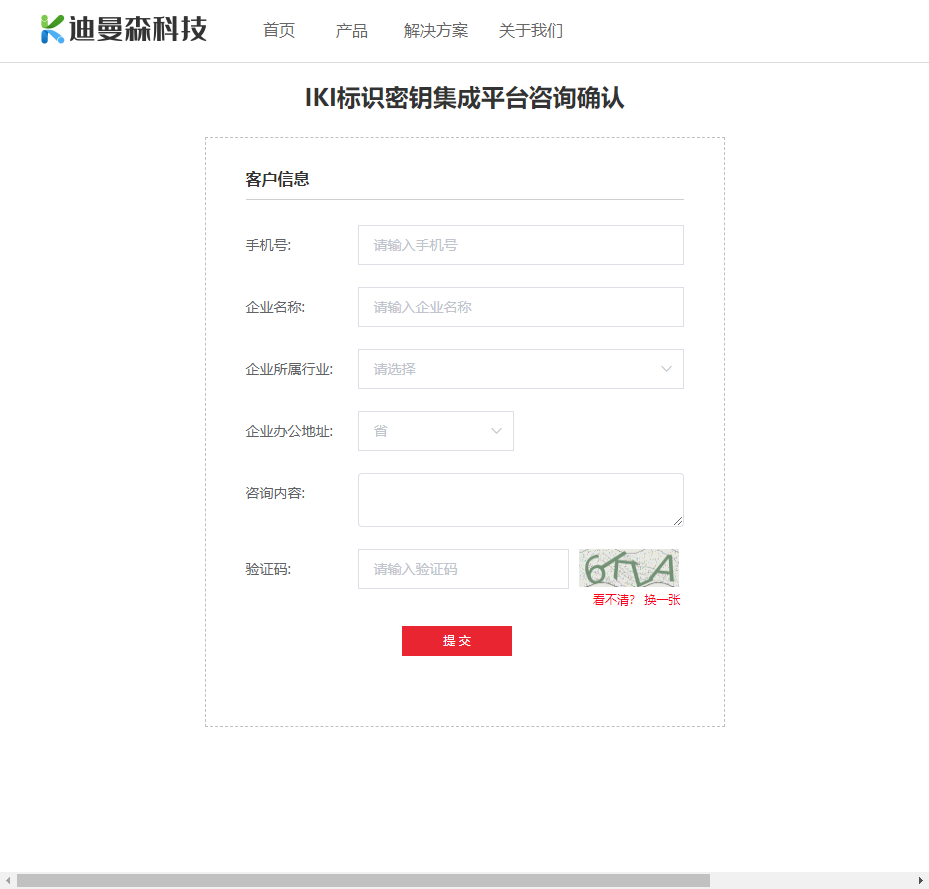 迪曼森科技
首页 产品 解决方案 关于我们
IKI标识密钥集成平台咨询确认
客户信息
手机号: 请输入手机号
企业名称: 请输入企业名称
企业所属行业: 请选择
企业办公地址: 省
咨询内容:
验证码: 请输入验证码
看不清？ 换一张
提 交